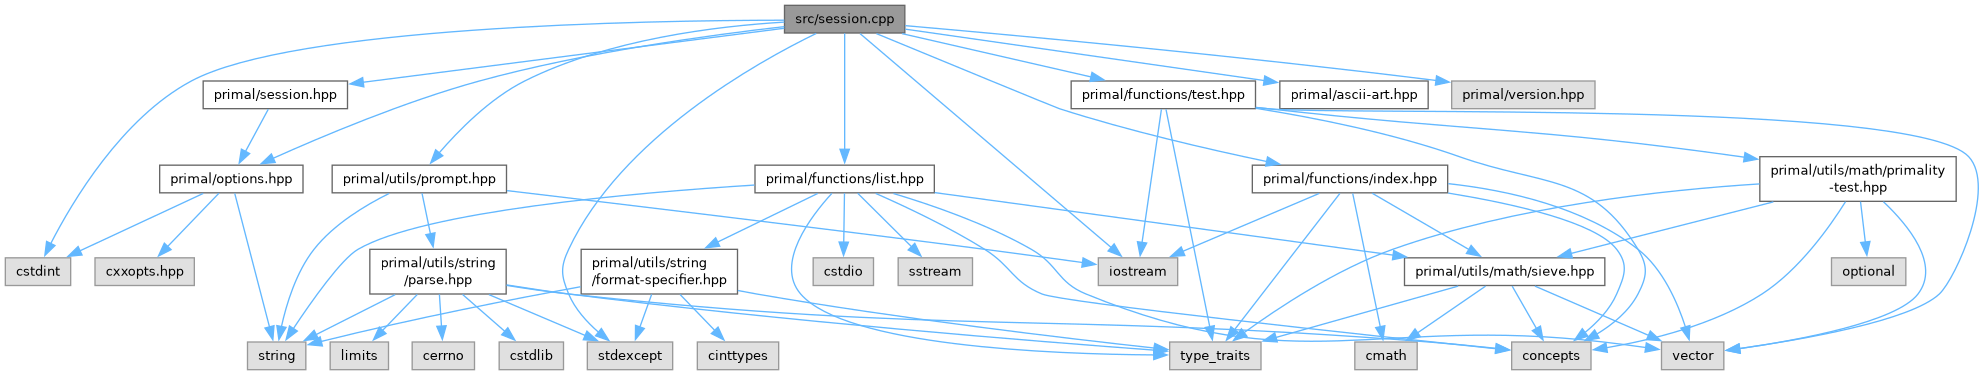 src/session.cpp
primal/session.hpp
primal/functions/test.hpp
primal/ascii-art.hpp
primal/version.hpp
primal/options.hpp
primal/utils/prompt.hpp
primal/functions/list.hpp
primal/functions/index.hpp
primal/utils/math/primality
-test.hpp
cstdint
cxxopts.hpp
primal/utils/string
/parse.hpp
primal/utils/string
/format-specifier.hpp
cstdio
sstream
iostream
primal/utils/math/sieve.hpp
optional
string
limits
cerrno
cstdlib
stdexcept
cinttypes
type_traits
cmath
concepts
vector